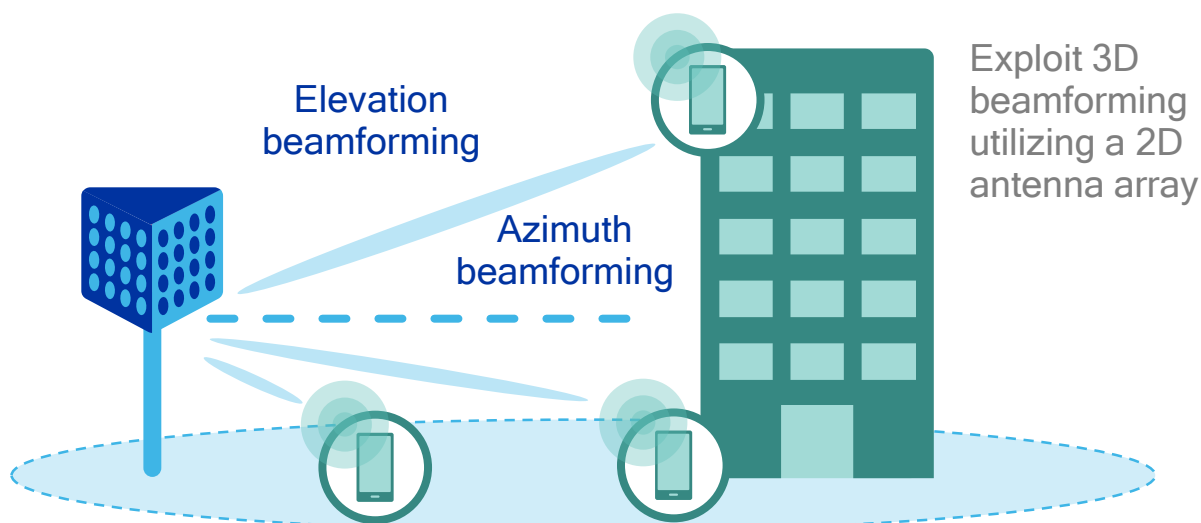 Elevation
beamforming
Azimuth
beamforming
Exploit 3D
beamforming
utilizing a 2D
antenna array